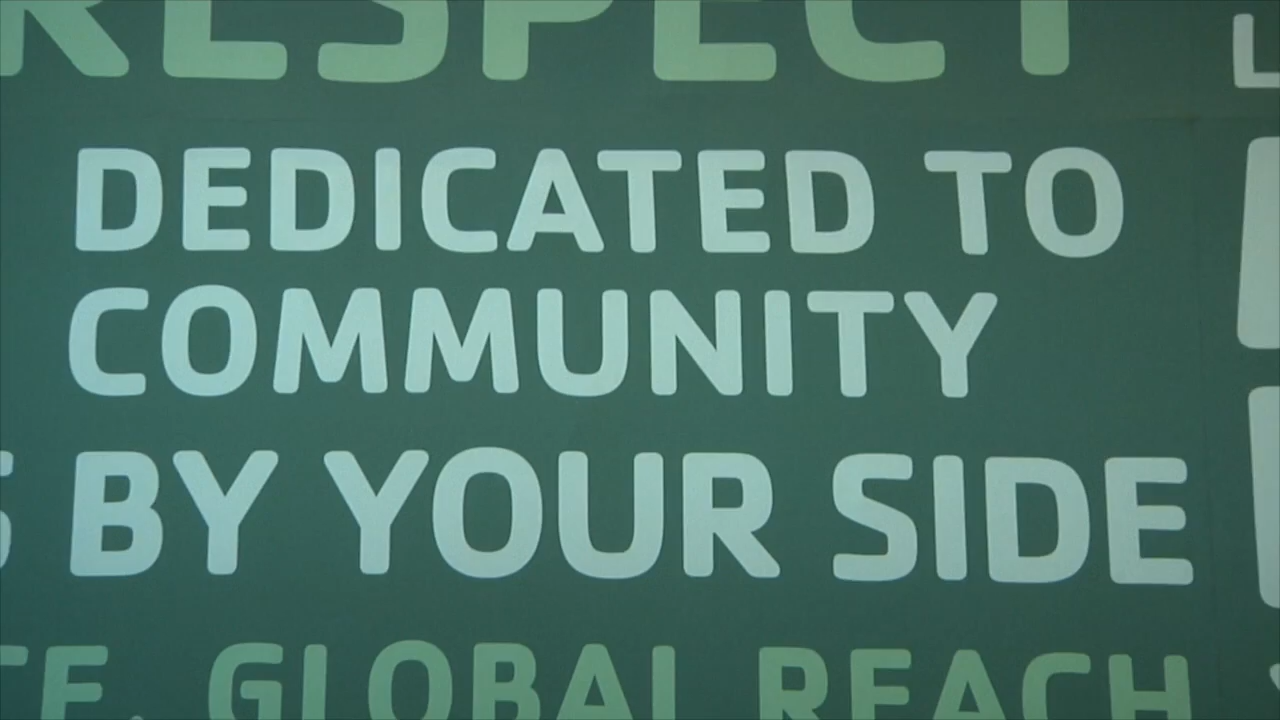 RESPECT
DEDICATED TO
COMMUNITY
BY YOUR SIDE
GLOBAL REACH